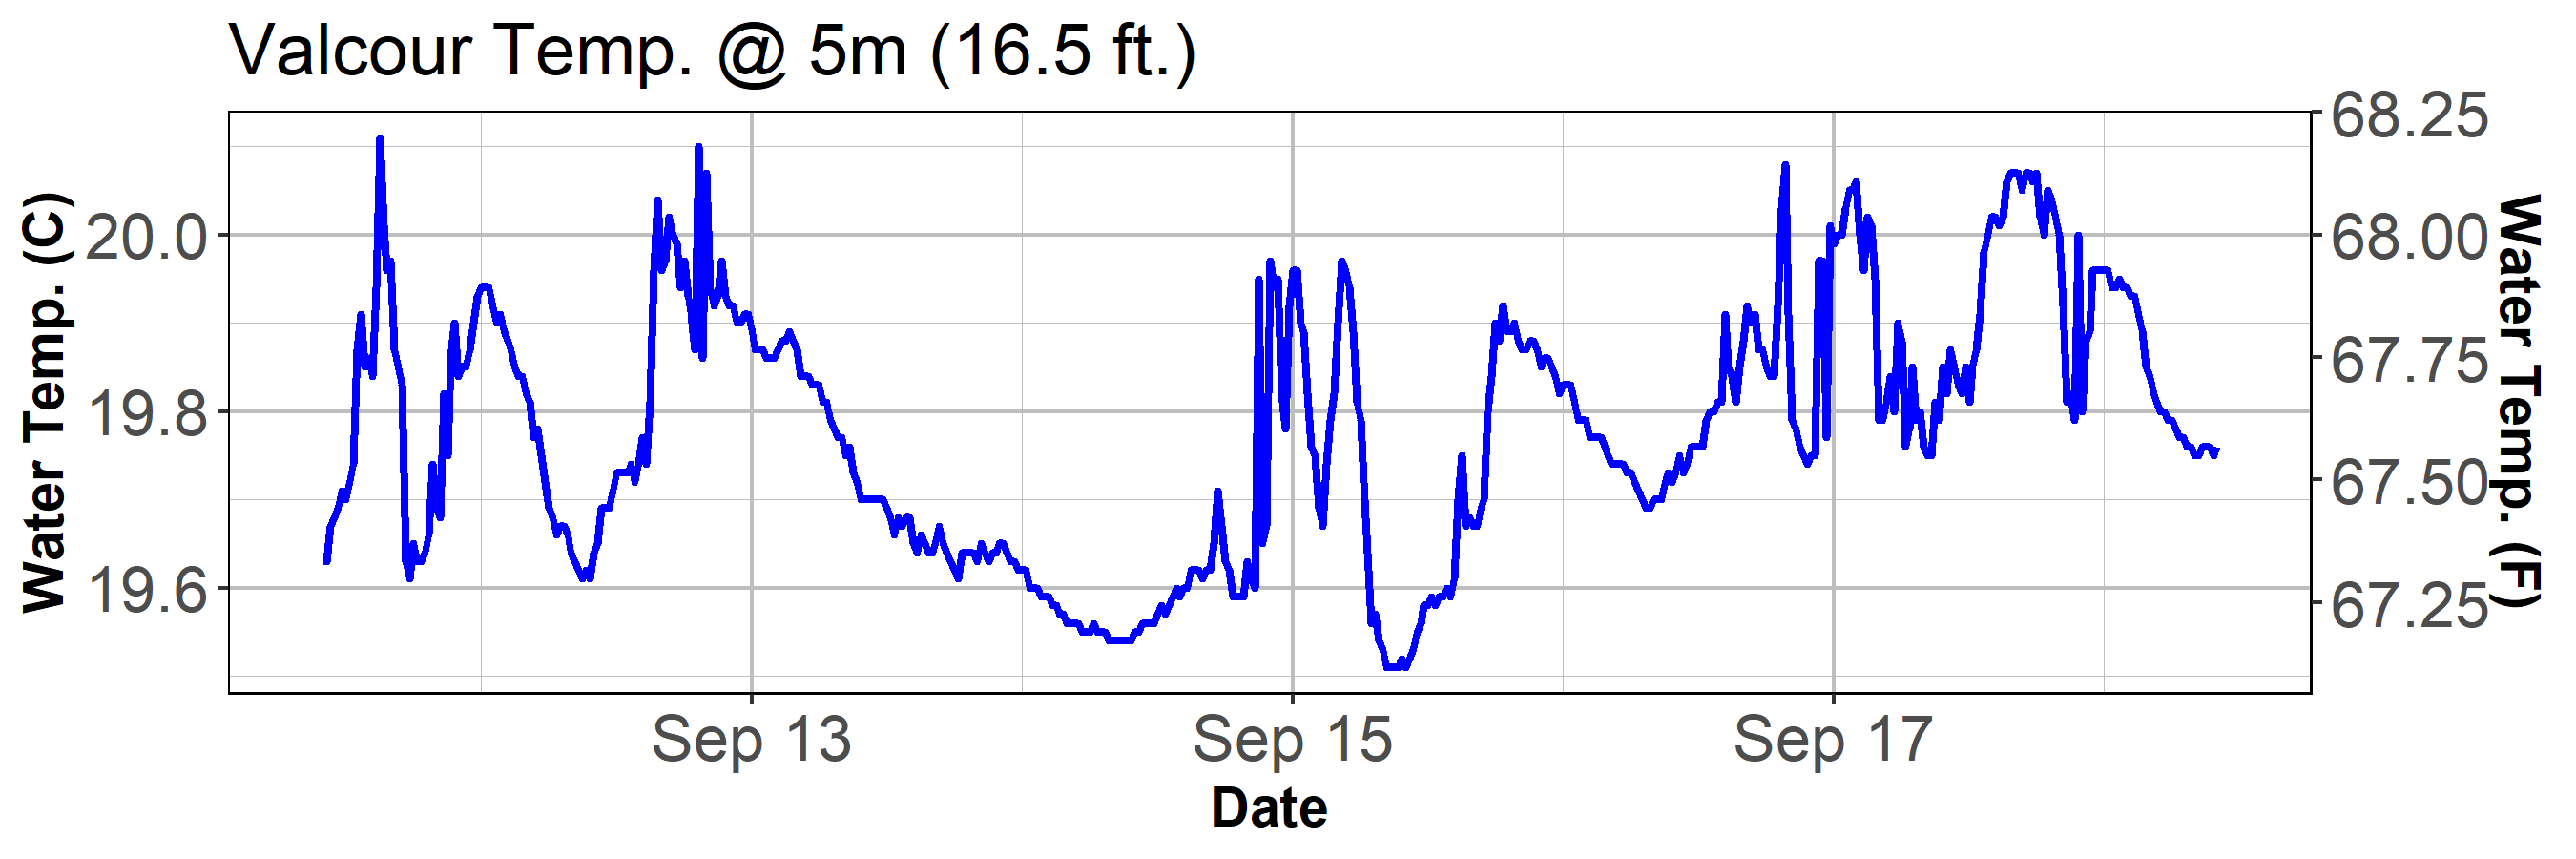 Valcour Temp. @ 5m (16.5 ft.)
Water Temp. (C)
20.0
19.8
19.6
68.25
68.00
67.75
67.50
67.25
Water Temp. (F)
Sep 13 Sep 15 Sep 17
Date